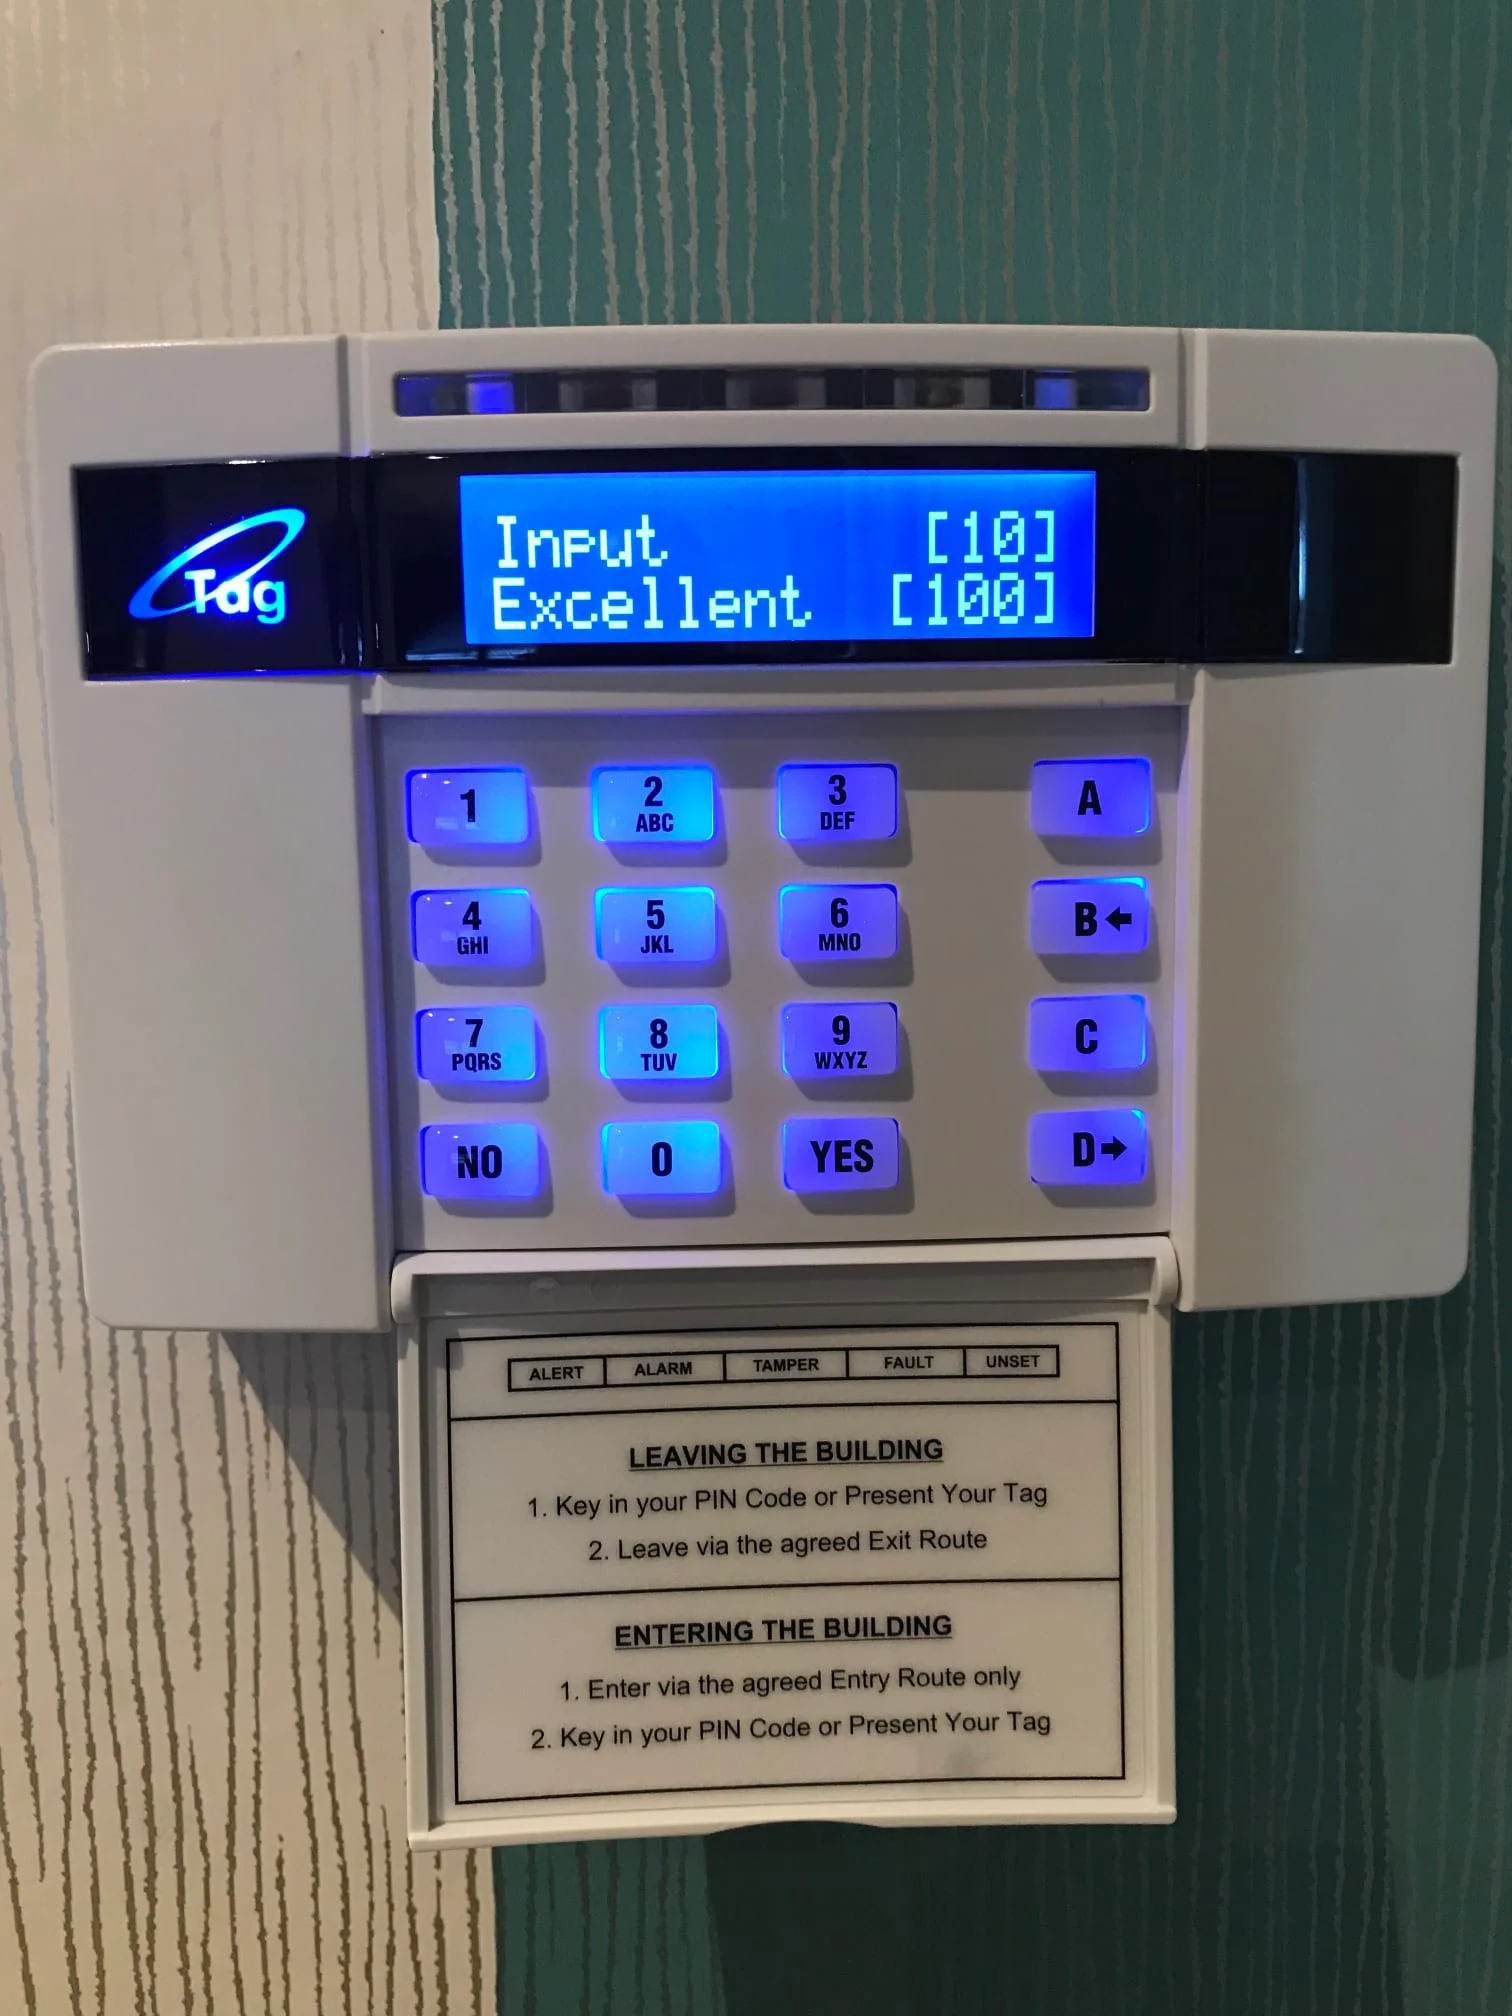 Input [10]
Tag
Excellent [100]
1 2 3 A
ABC DEF
4 5 6 B←
GHI JKL MNO
7 8 9 C
PQRS TUV WXYZ
NO 0 YES D→
ALERT ALARM TAMPER FAULT UNSET
LEAVING THE BUILDING
1. Key in your PIN Code or Present Your Tag
2. Leave via the agreed Exit Route
ENTERING THE BUILDING
1. Enter via the agreed Entry Route only
2. Key in your PIN Code or Present Your Tag